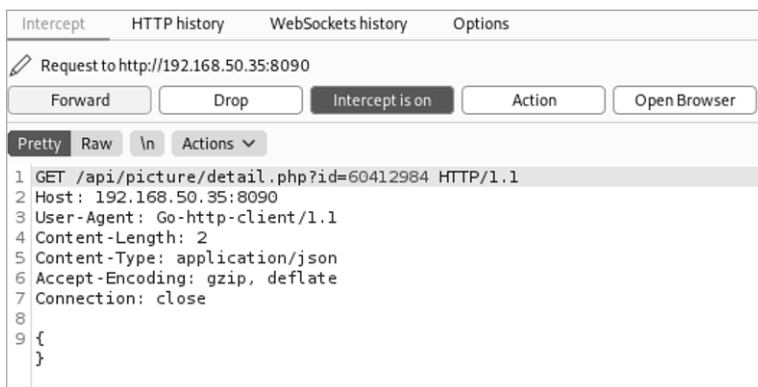 Intercept HTTP history WebSockets history Options
Request to http://192.168.50.35:8090
Forward Drop Intercept is on Action Open Browser
Pretty Raw \n Actions
1 GET /api/picture/detail.php?id=60412984 HTTP/1.1
2 Host: 192.168.50.35:8090
3 User-Agent: Go-http-client/1.1
4 Content-Length: 2
5 Content-Type: application/json
6 Accept-Encoding: gzip, deflate
7 Connection: close
8
9 {
}